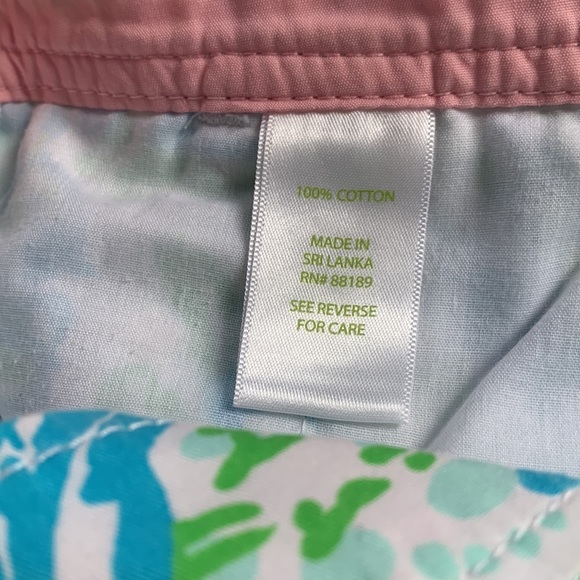 100% COTTON
MADE IN
SRI LANKA
RN# 88189
SEE REVERSE
FOR CARE